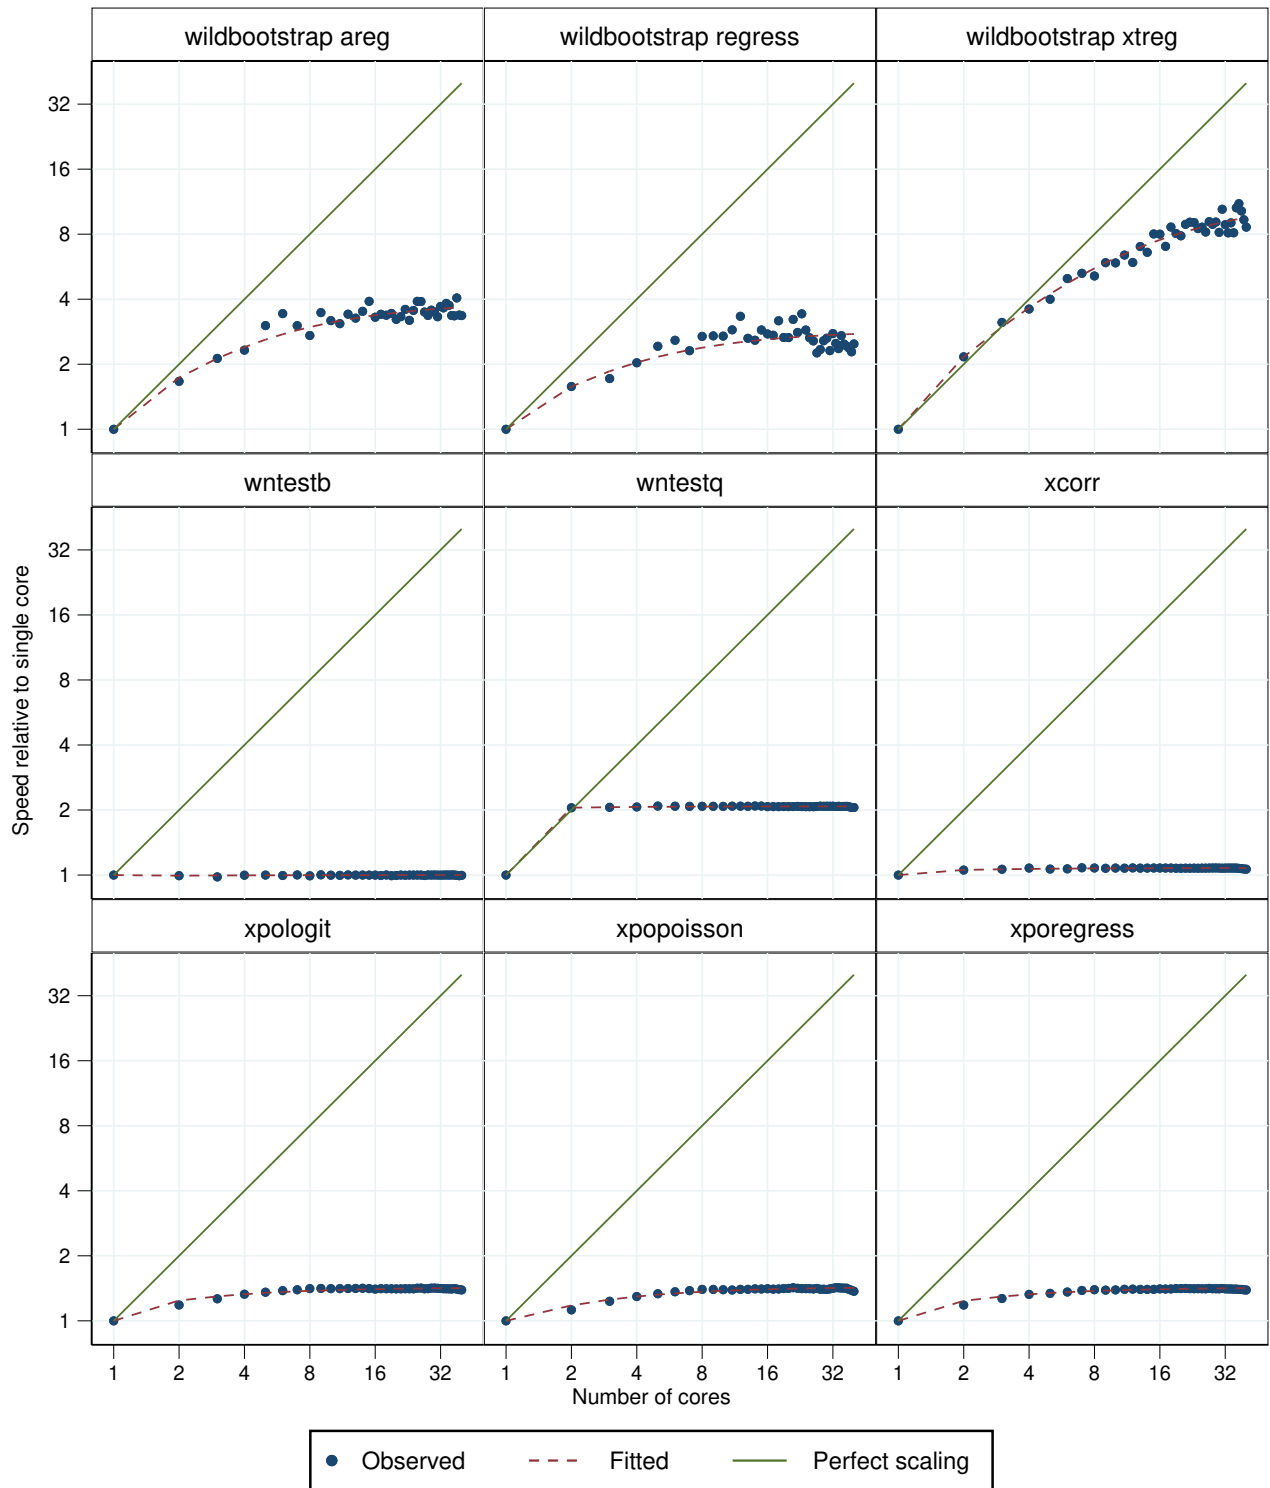 wildbootstrap areg wildbootstrap regress wildbootstrap xtreg
32
16
8
4
2
1
wntestb wntestq xcorr
32
16
8
4
2
1
Speed relative to single core
xpologit xpopoisson xporegress
32
16
8
4
2
1
1 2 4 8 16 32 1 2 4 8 16 32 1 2 4 8 16 32
Number of cores
Observed Fitted Perfect scaling